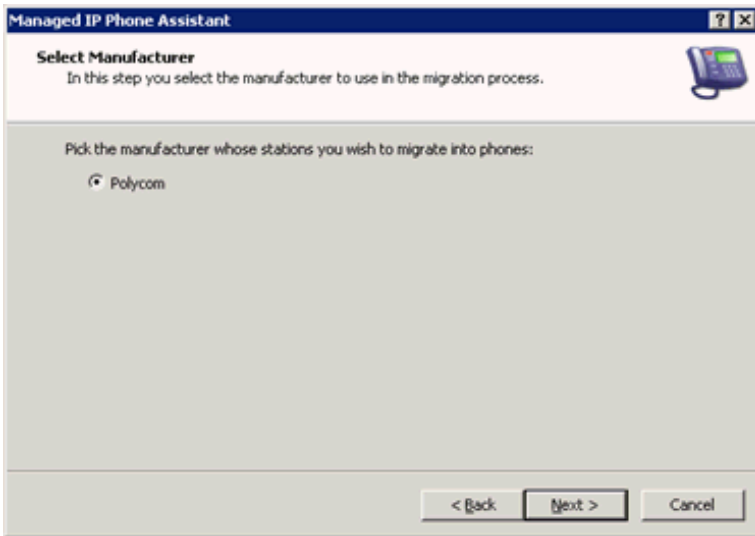 Managed IP Phone Assistant
Select Manufacturer
In this step you select the manufacturer to use in the migration process.
Pick the manufacturer whose stations you wish to migrate into phones:
Polycom
< Back Next > Cancel